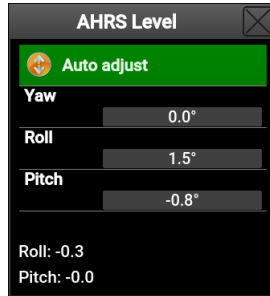 AHRS Level
Auto adjust
Yaw
0.0°
Roll
1.5°
Pitch
-0.8°
Roll: -0.3
Pitch: -0.0